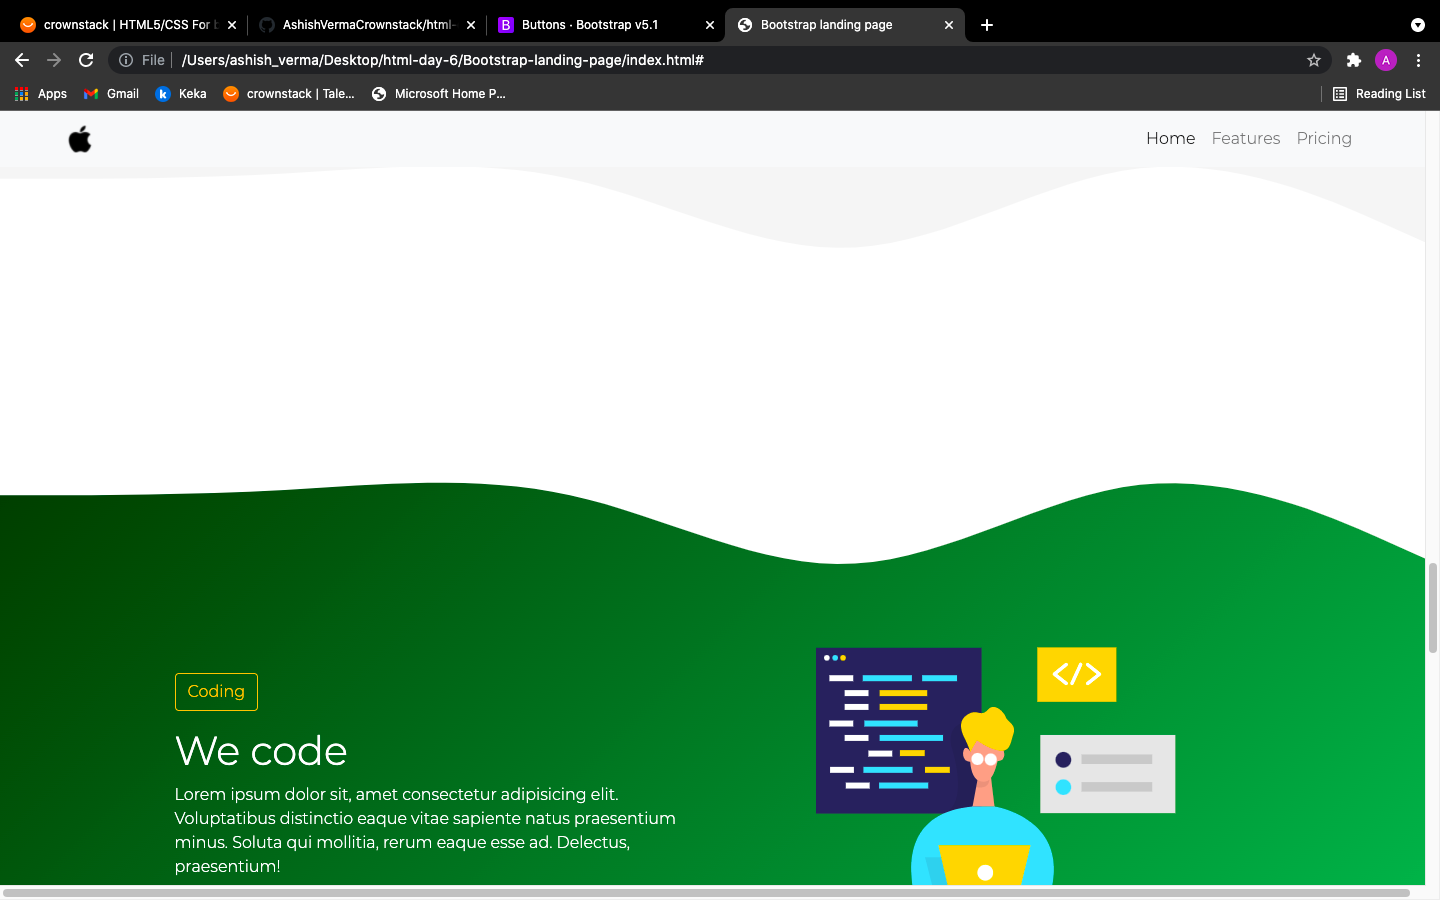 crownstack | HTML5/CSS For b
AshishVermaCrownstack/html-
B Buttons · Bootstrap v5.1
Bootstrap landing page
File /Users/ashish_verma/Desktop/html-day-6/Bootstrap-landing-page/index.html#
A
Apps Gmail k Keka crownstack | Tale... Microsoft Home P... Reading List
Home Features Pricing
</>
Coding
We code
Lorem ipsum dolor sit, amet consectetur adipisicing elit.
Voluptatibus distinctio eaque vitae sapiente natus praesentium
minus. Soluta qui mollitia, rerum eaque esse ad. Delectus,
praesentium!